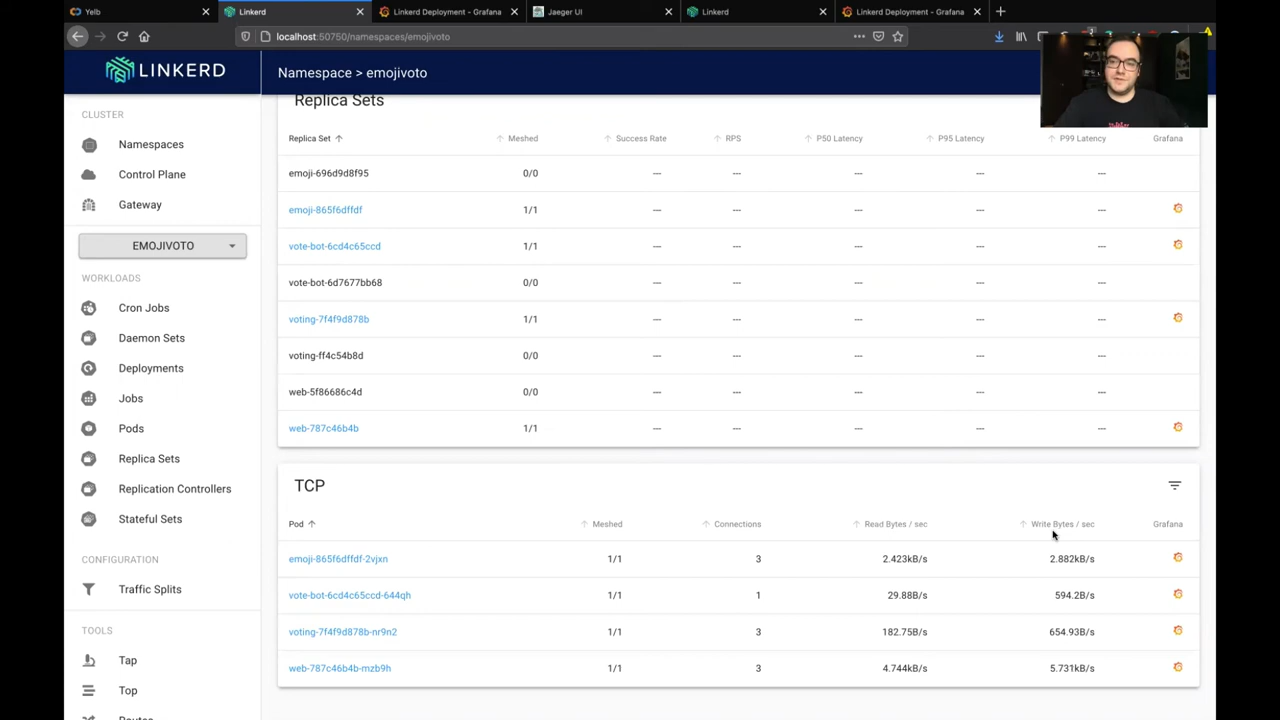 Yelb
Linkerd
Linkerd Deployment - Grafana
Jaeger UI
Linkerd
Linkerd Deployment - Grafana
localhost:50750/namespaces/emojivoto
LINKERD
Namespace > emojivoto
CLUSTER
Namespaces
Control Plane
Gateway
EMOJIVOTO
WORKLOADS
Cron Jobs
Daemon Sets
Deployments
Jobs
Pods
Replica Sets
Replication Controllers
Stateful Sets
CONFIGURATION
Traffic Splits
TOOLS
Tap
Top
Routes
Replica Sets
Replica Set Meshed Success Rate RPS P50 Latency P95 Latency P99 Latency Grafana
emoji-696d9d8f95 0/0 --- --- --- --- ---
emoji-865f6dffdf 1/1 --- --- --- --- ---
vote-bot-6cd4c65ccd 1/1 --- --- --- --- ---
vote-bot-6d7677bb68 0/0 --- --- --- --- ---
voting-7f4f9d878b 1/1 --- --- --- --- ---
voting-ff4c54b8d 0/0 --- --- --- --- ---
web-5f86686c4d 0/0 --- --- --- --- ---
web-787c46b4b 1/1 --- --- --- --- ---
TCP
Pod Meshed Connections Read Bytes / sec Write Bytes / sec Grafana
emoji-865f6dffdf-2vjxn 1/1 3 2.423kB/s 2.882kB/s
vote-bot-6cd4c65ccd-644qh 1/1 1 29.88B/s 594.2B/s
voting-7f4f9d878b-nr9n2 1/1 3 182.75B/s 654.93B/s
web-787c46b4b-mzb9h 1/1 3 4.744kB/s 5.731kB/s